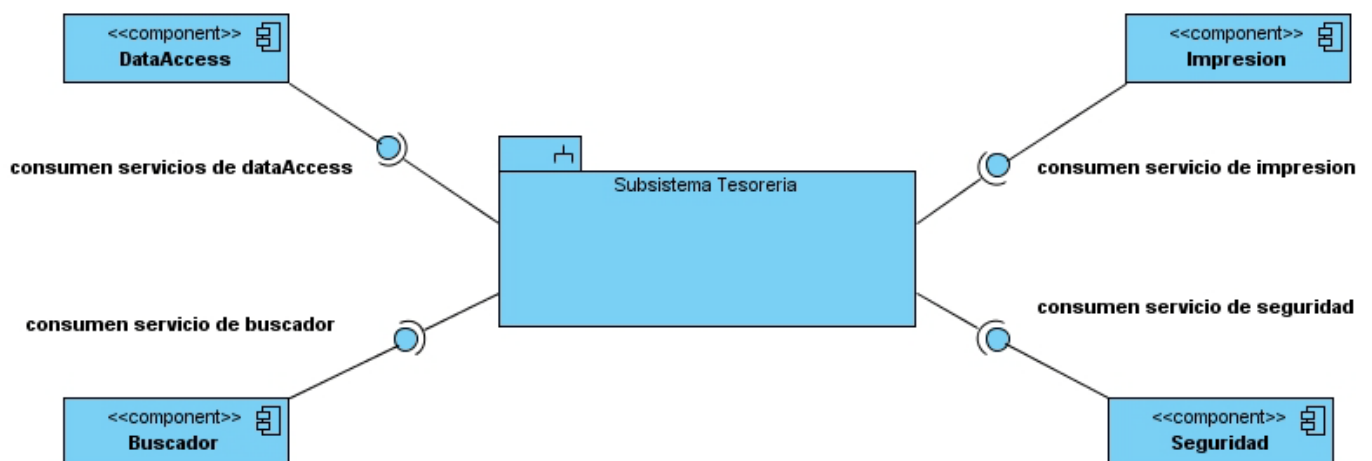 <<component>>
DataAccess
<<component>>
Impresion
consumen servicios de dataAccess
consumen servicio de impresion
Subsistema Tesoreria
consumen servicio de buscador
consumen servicio de seguridad
<<component>>
Buscador
<<component>>
Seguridad